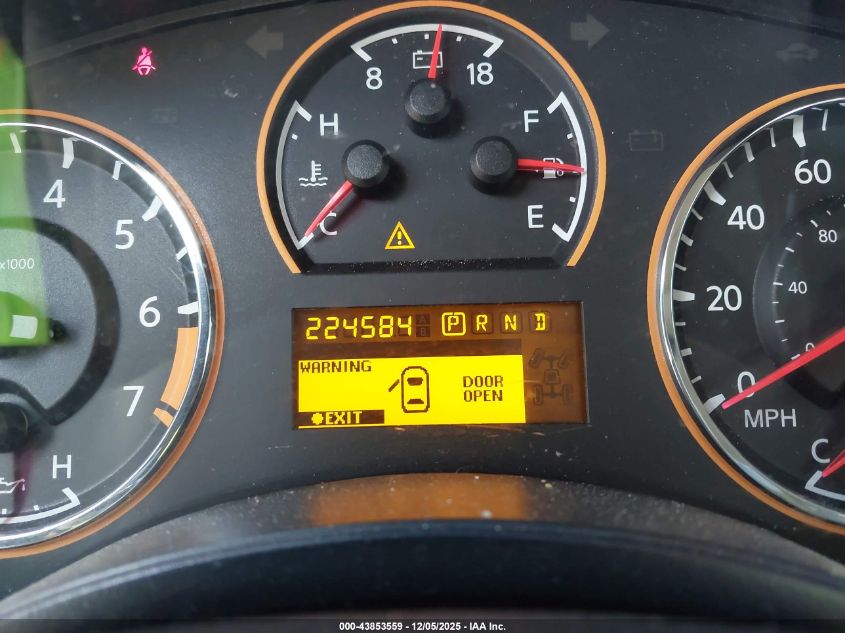 8 18
H F
C E
4
5
6
7
x1000
H
224584 A B P R N D
WARNING
DOOR
OPEN
EXIT
60
40
20
0
80
40
0
MPH
C
000-43853559 - 12/05/2025 - IAA Inc.